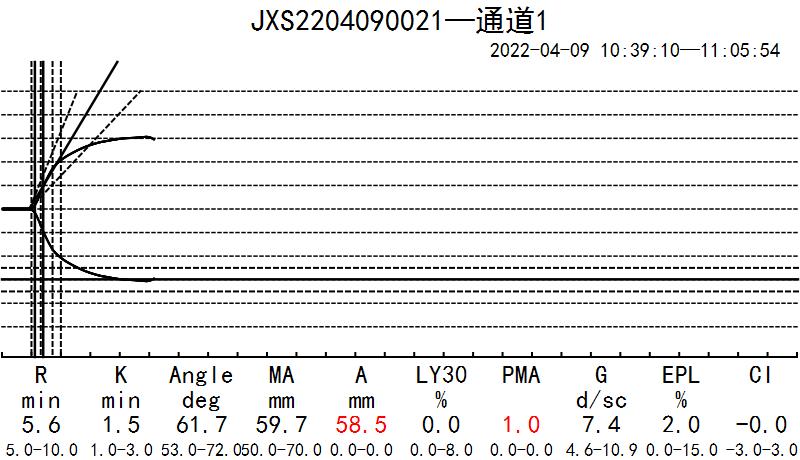 JXS2204090021—通道1
2022-04-09 10:39:10—11:05:54
R K Angle MA A LY30 PMA G EPL CI
min min deg mm mm % d/sc %
5.6 1.5 61.7 59.7 58.5 0.0 1.0 7.4 2.0 -0.0
5.0-10.0 1.0-3.0 53.0-72.0 50.0-70.0 0.0-0.0 0.0-8.0 0.0-0.0 4.6-10.9 0.0-15.0 -3.0-3.0